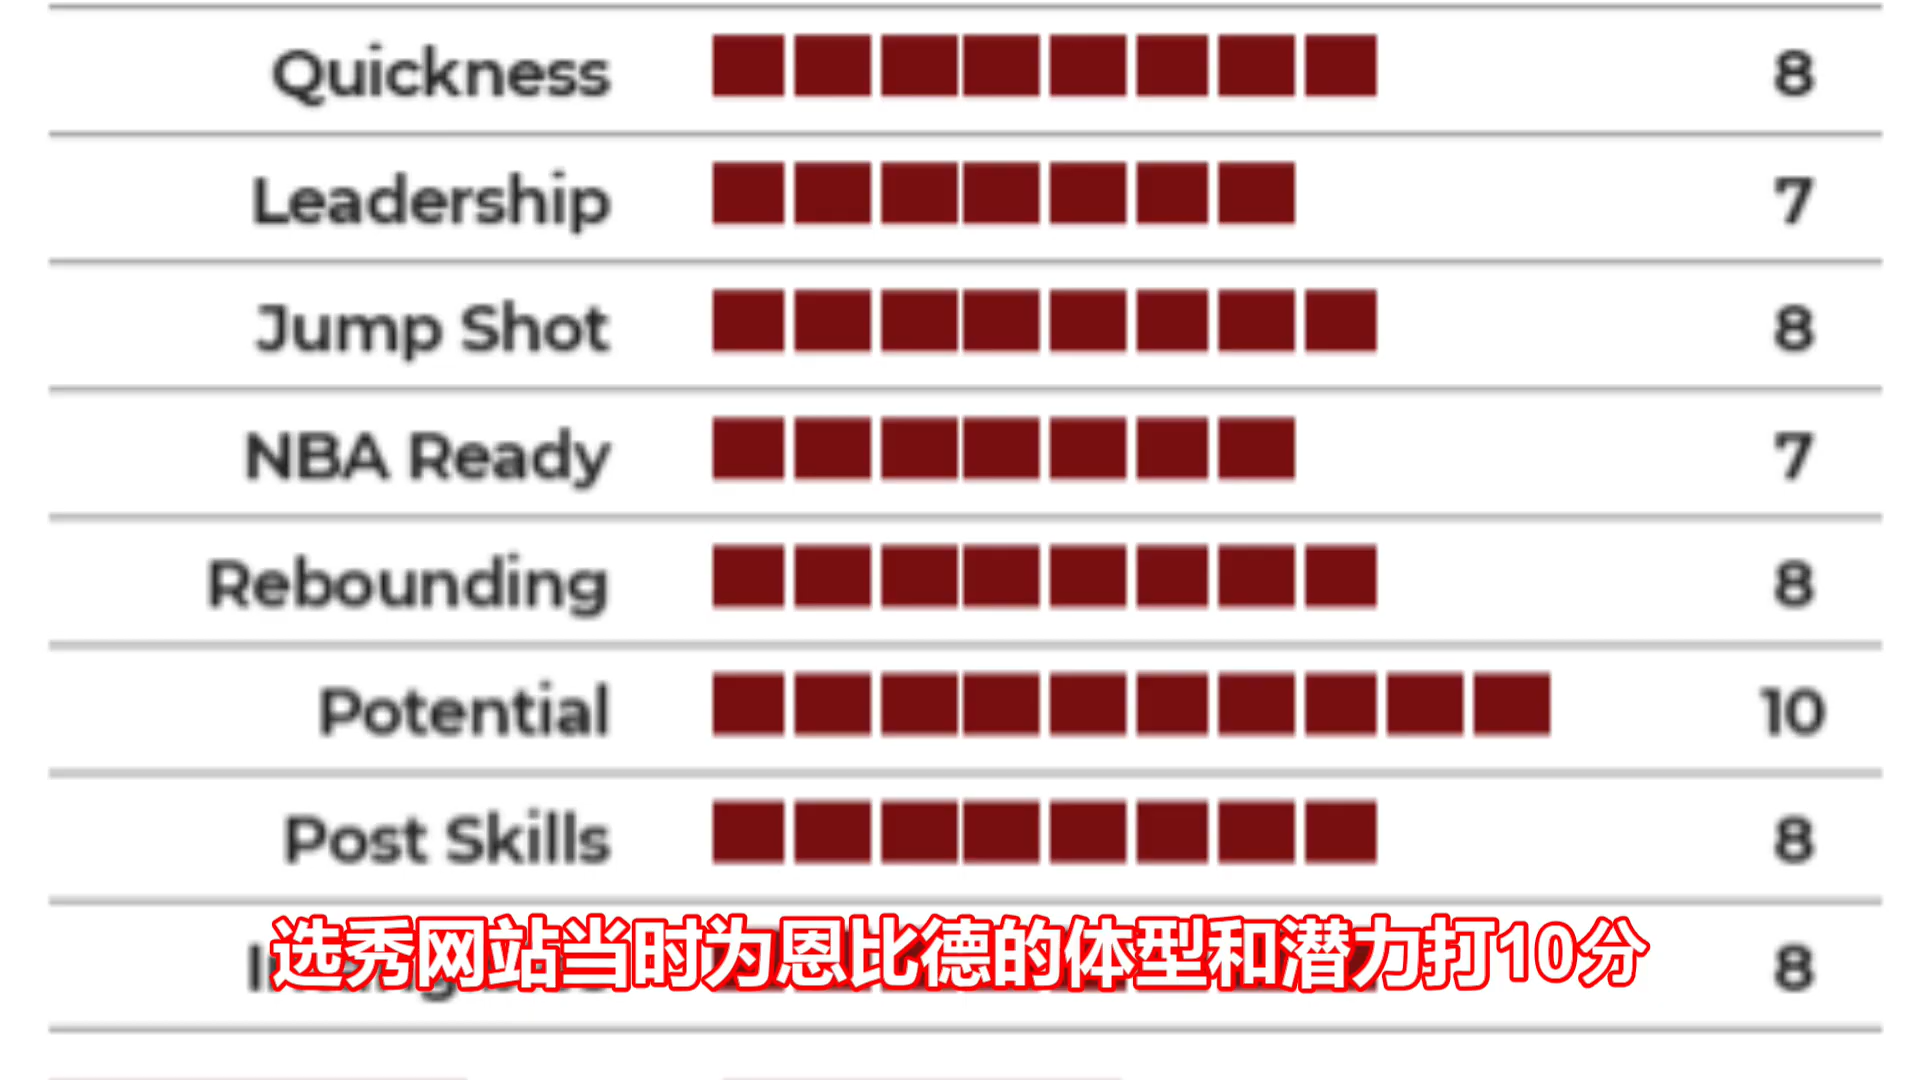 Quickness 8
Leadership 7
Jump Shot 8
NBA Ready 7
Rebounding 8
Potential 10
Post Skills 8
选秀网站当时为恩比德的体型和潜力打10分
8